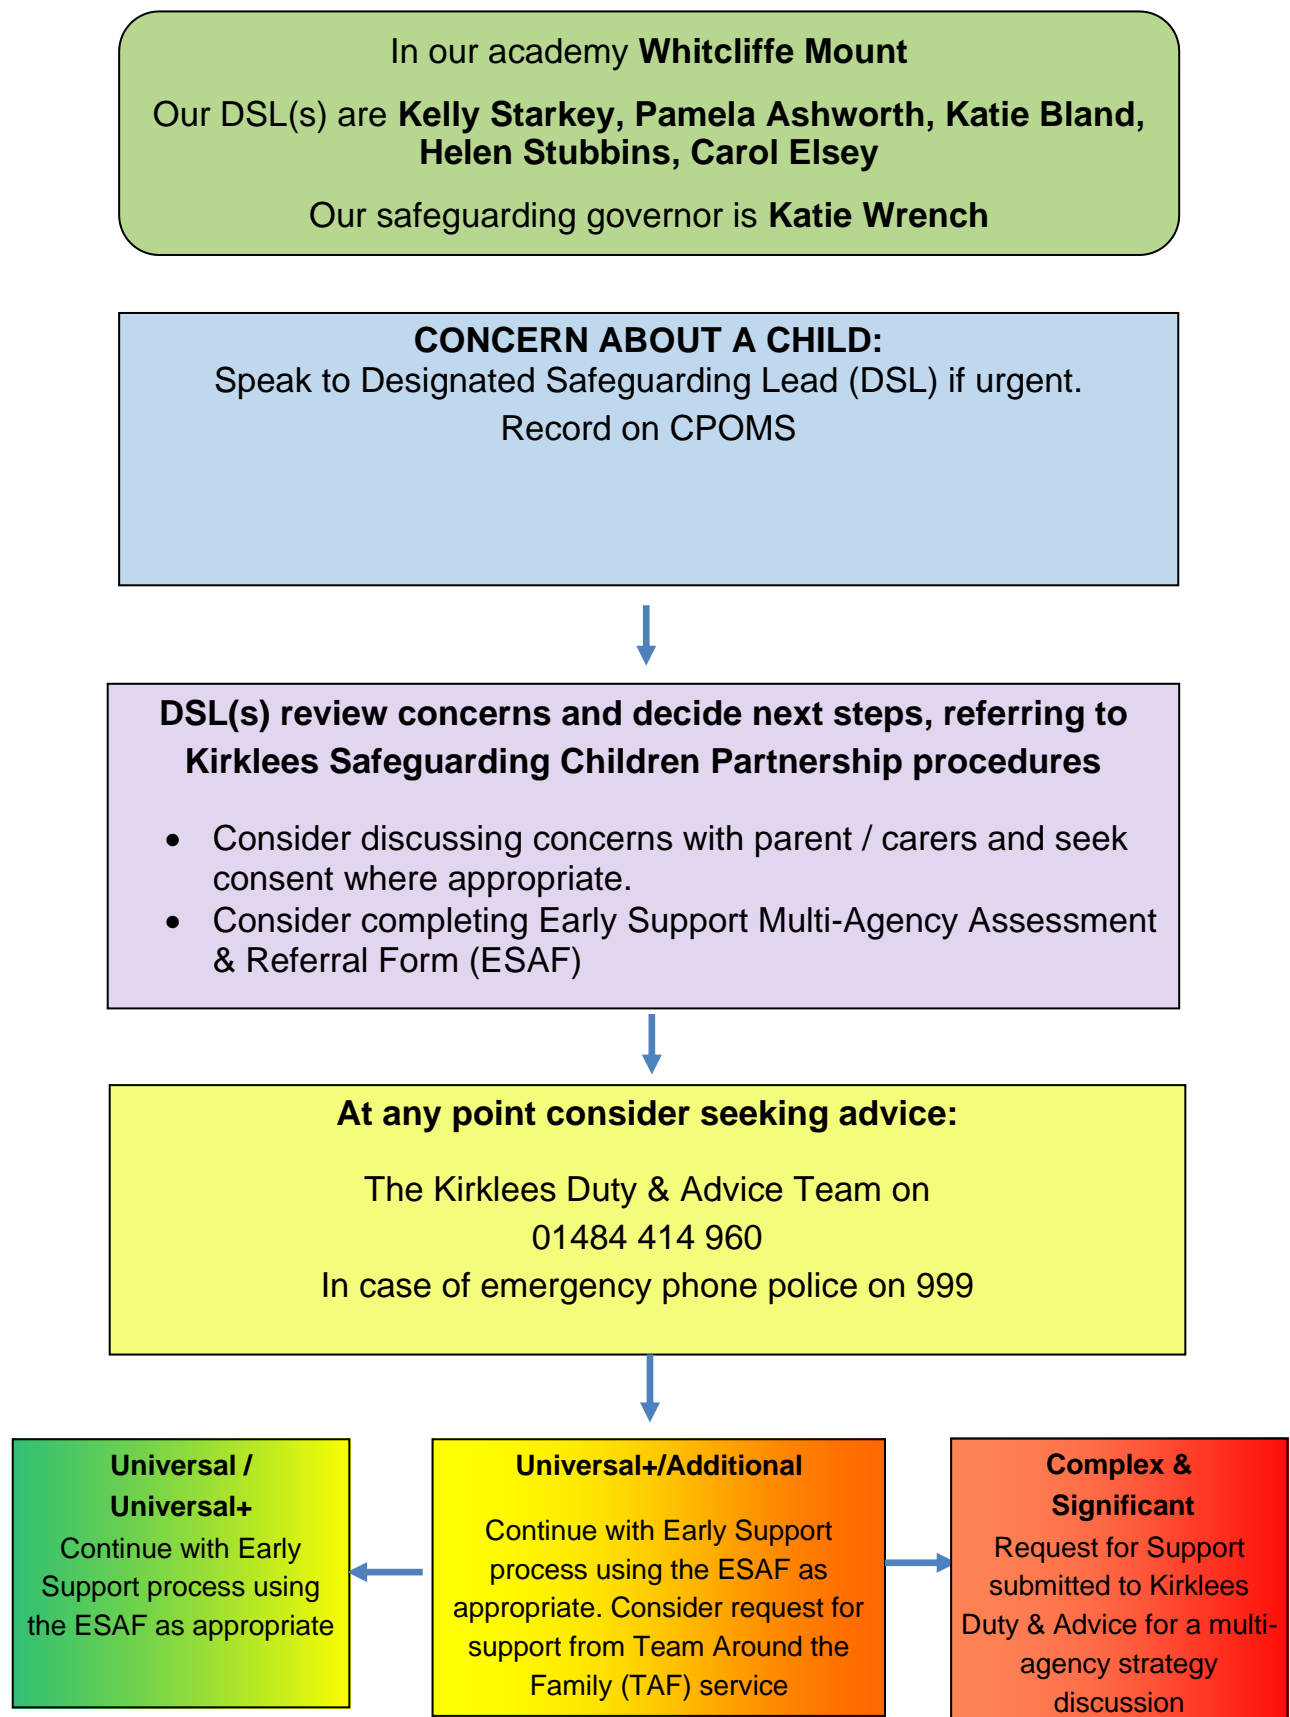 In our academy Whitcliffe Mount
Our DSL(s) are Kelly Starkey, Pamela Ashworth, Katie Bland,
Helen Stubbins, Carol Elsey
Our safeguarding governor is Katie Wrench
CONCERN ABOUT A CHILD:
Speak to Designated Safeguarding Lead (DSL) if urgent.
Record on CPOMS
DSL(s) review concerns and decide next steps, referring to
Kirklees Safeguarding Children Partnership procedures
• Consider discussing concerns with parent / carers and seek
consent where appropriate.
• Consider completing Early Support Multi-Agency Assessment
& Referral Form (ESAF)
At any point consider seeking advice:
The Kirklees Duty & Advice Team on
01484 414 960
In case of emergency phone police on 999
Universal /
Universal+
Continue with Early
Support process using
the ESAF as appropriate
Universal+/Additional
Continue with Early Support
process using the ESAF as
appropriate. Consider request for
support from Team Around the
Family (TAF) service
Complex &
Significant
Request for Support
submitted to Kirklees
Duty & Advice for a multi-
agency strategy
discussion